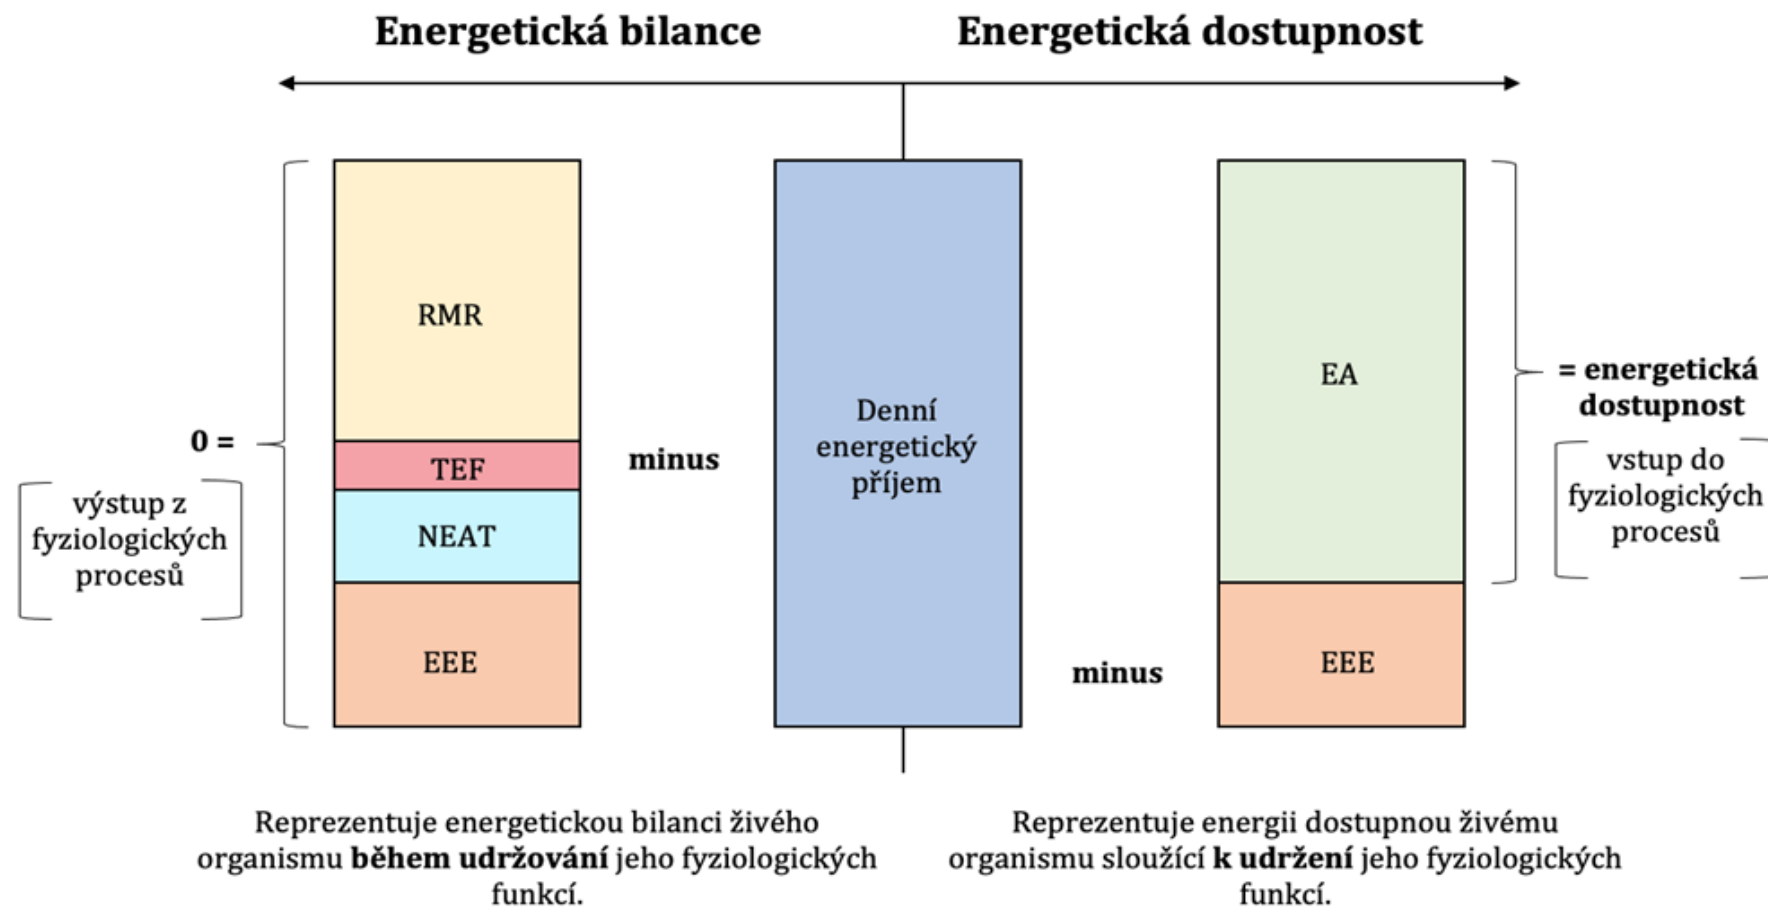 Energetická bilance
Energetická dostupnost
RMR
TEF
NEAT
EEE
0 =
výstup z
fyziologických
procesů
minus
Denní
energetický
příjem
minus
EA
EEE
= energetická
dostupnost
vstup do
fyziologických
procesů
Reprezentuje energetickou bilanci živého
organismu během udržování jeho fyziologických
funkcí.
Reprezentuje energii dostupnou živému
organismu sloužící k udržení jeho fyziologických
funkcí.